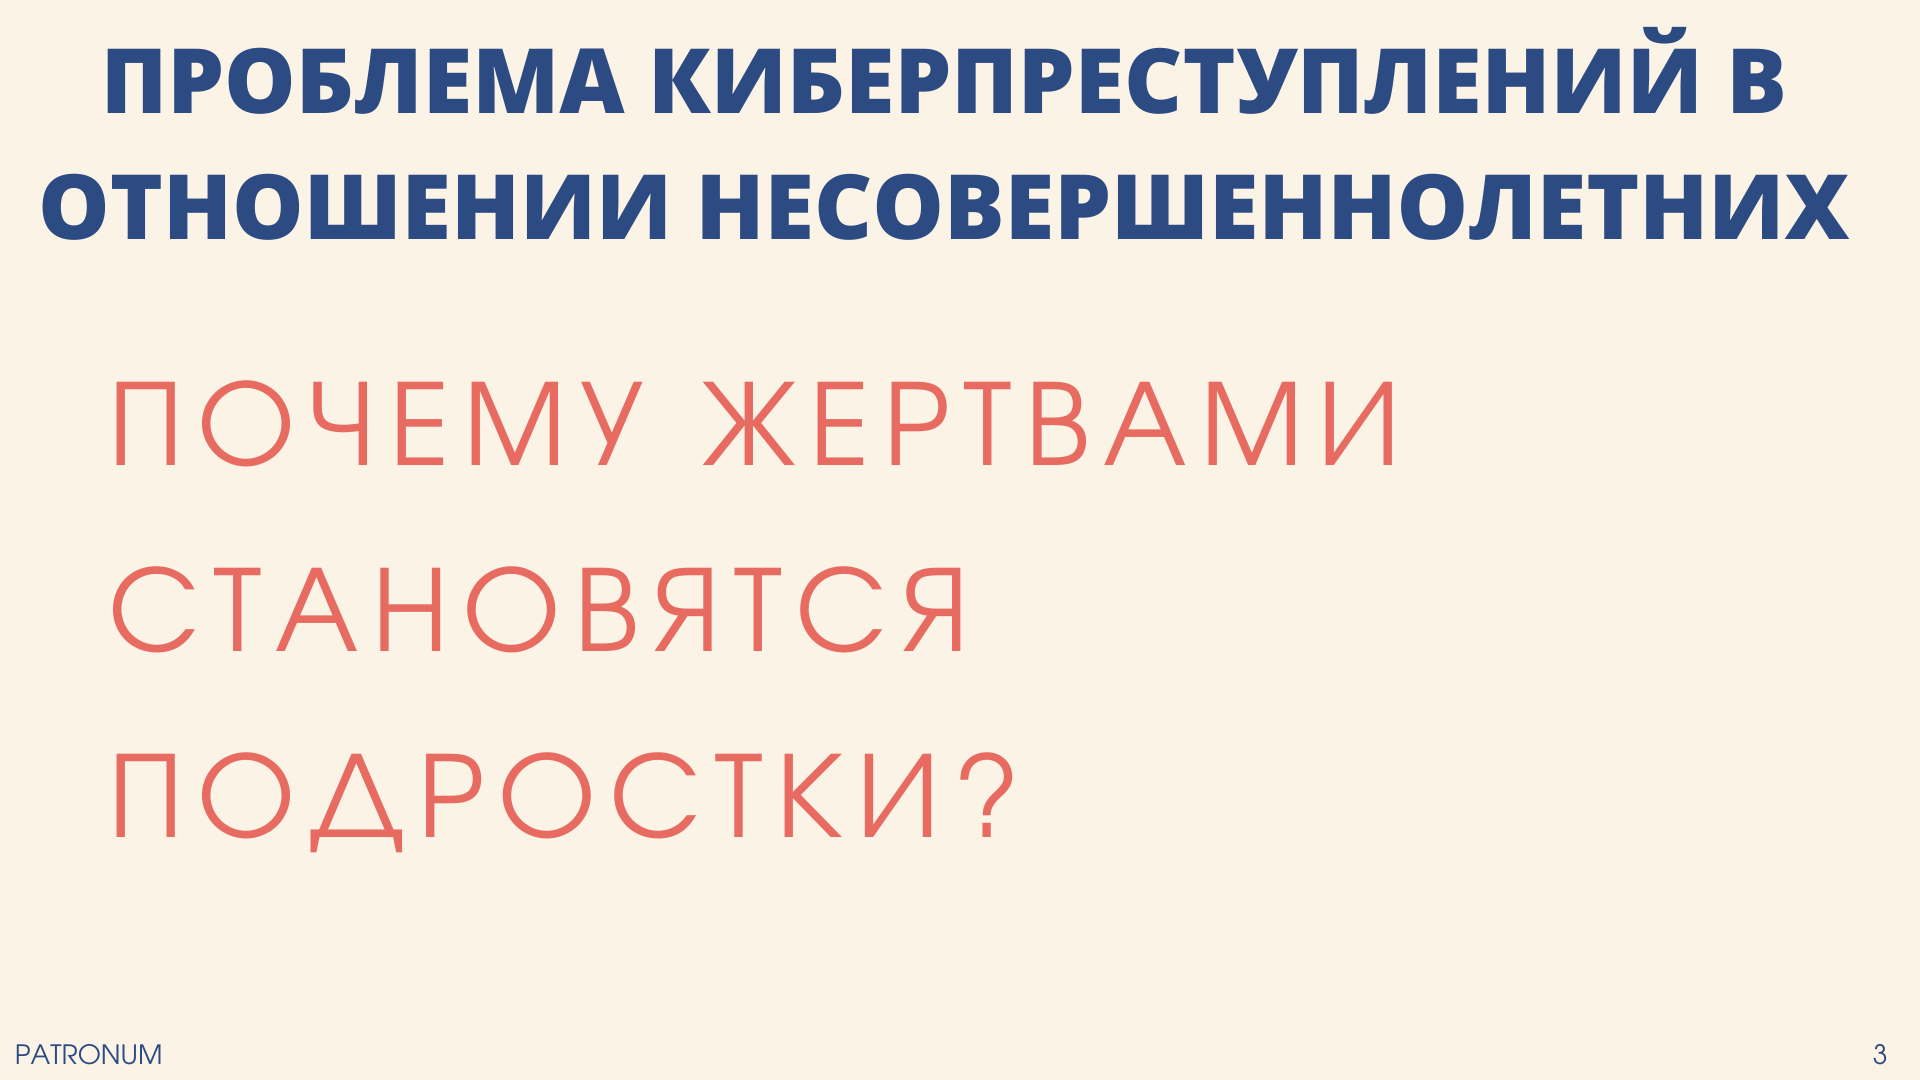 ПРОБЛЕМА КИБЕРПРЕСТУПЛЕНИЙ В
ОТНОШЕНИИ НЕСОВЕРШЕННОЛЕТНИХ
ПОЧЕМУ ЖЕРТВАМИ
СТАНОВЯТСЯ
ПОДРОСТКИ?
PATRONUM
3